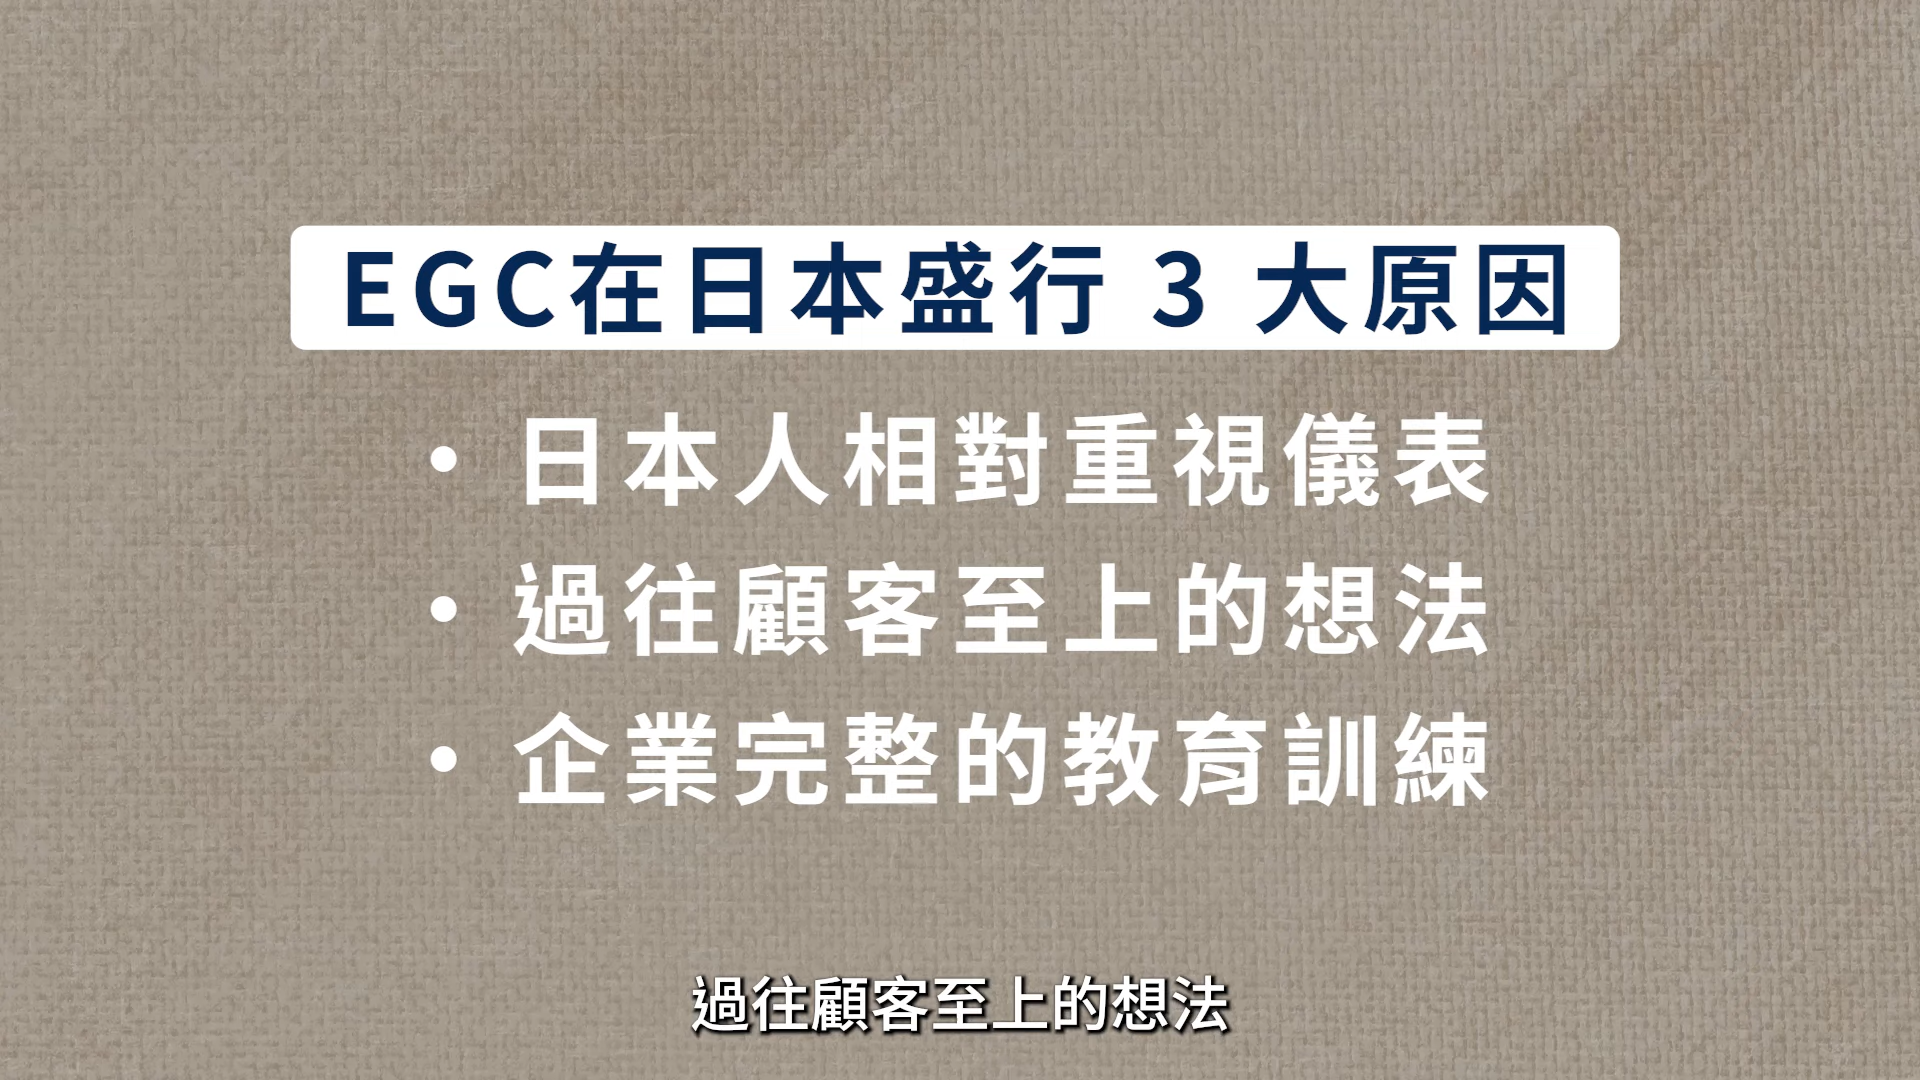 EGC在日本盛行 3 大原因
• 日本人相對重視儀表
• 過往顧客至上的想法
• 企業完整的教育訓練
過往顧客至上的想法